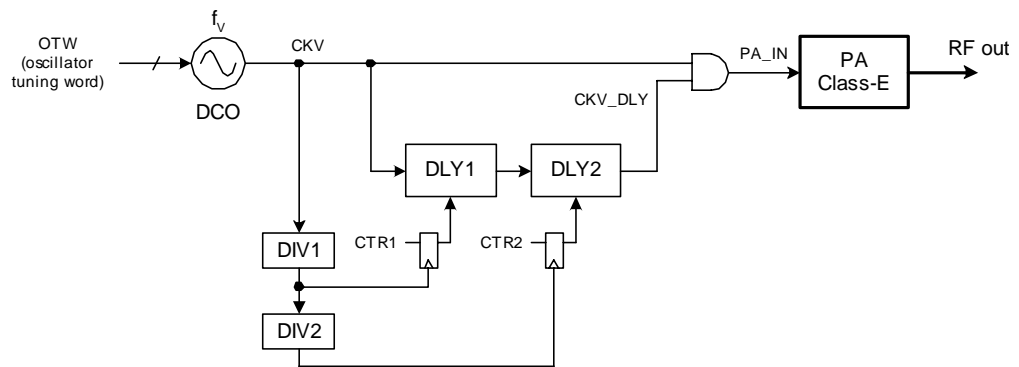 f_V
OTW
(oscillator
tuning word)
CKV
DCO
PA_IN
PA
Class-E
RF out
CKV_DLY
DLY1
DLY2
CTR1
CTR2
DIV1
DIV2